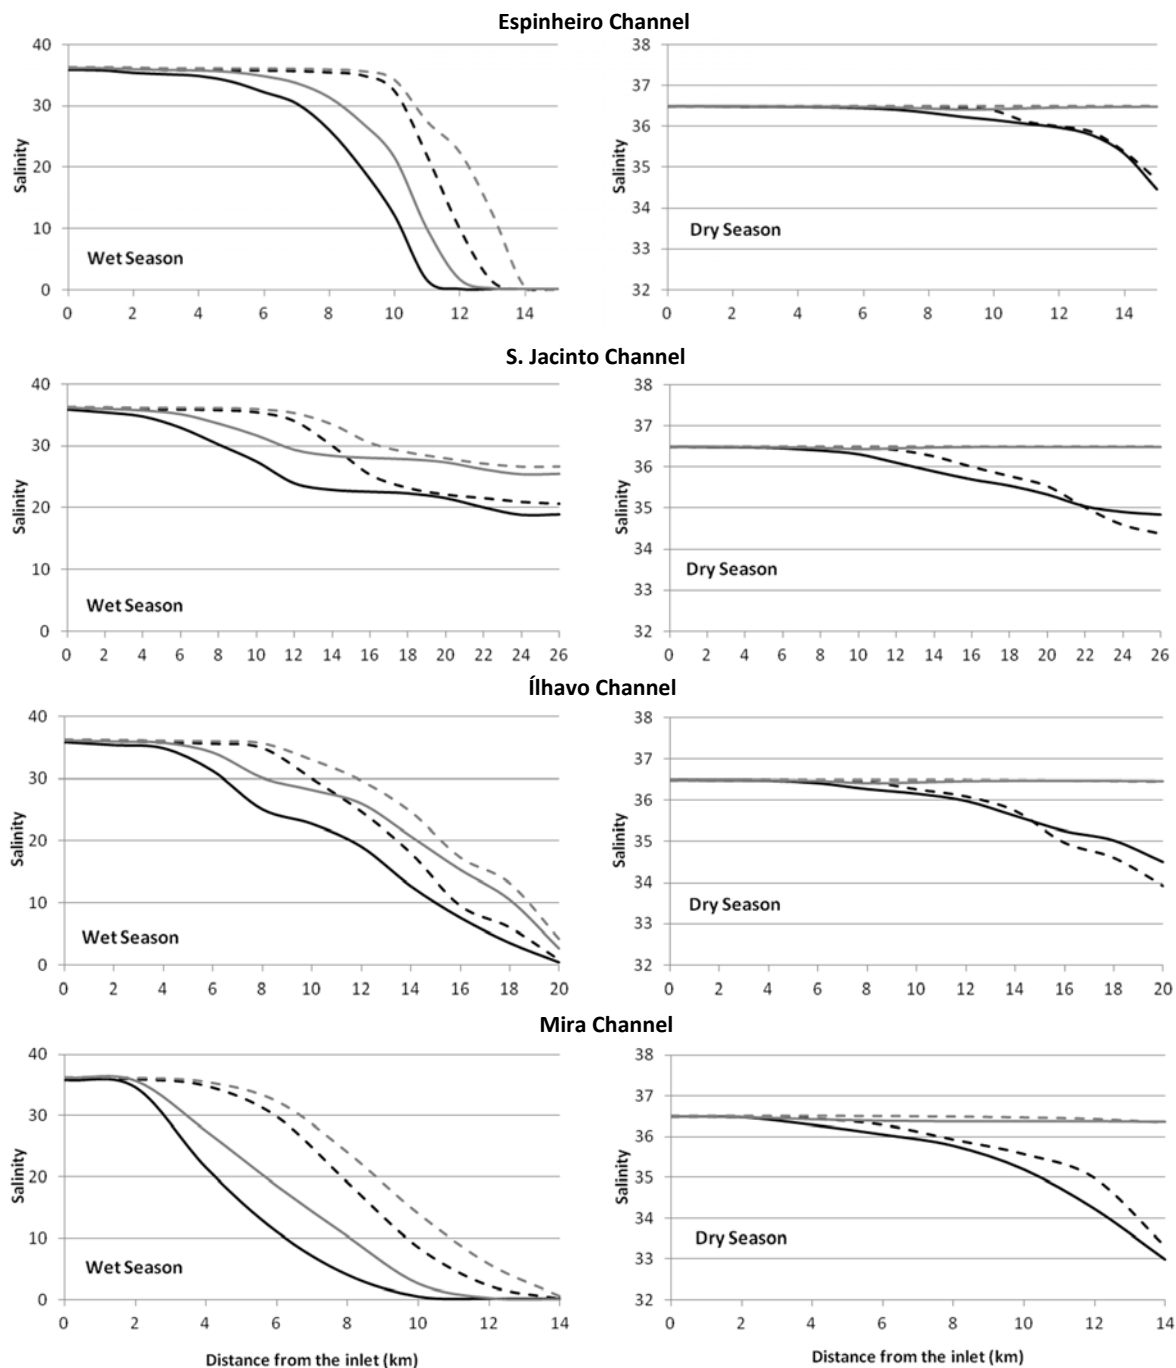 Espinheiro Channel
40
30
20
10
0
Salinity
Wet Season
0 2 4 6 8 10 12 14
38
37
36
35
34
33
32
Salinity
Dry Season
0 2 4 6 8 10 12 14
S. Jacinto Channel
40
30
20
10
0
Salinity
Wet Season
0 2 4 6 8 10 12 14 16 18 20 22 24 26
38
37
36
35
34
33
32
Salinity
Dry Season
0 2 4 6 8 10 12 14 16 18 20 22 24 26
Ílhavo Channel
40
30
20
10
0
Salinity
Wet Season
0 2 4 6 8 10 12 14 16 18 20
38
37
36
35
34
33
32
Salinity
Dry Season
0 2 4 6 8 10 12 14 16 18 20
Mira Channel
40
30
20
10
0
Salinity
Wet Season
0 2 4 6 8 10 12 14
Distance from the inlet (km)
38
37
36
35
34
33
32
Salinity
Dry Season
0 2 4 6 8 10 12 14
Distance from the inlet (km)